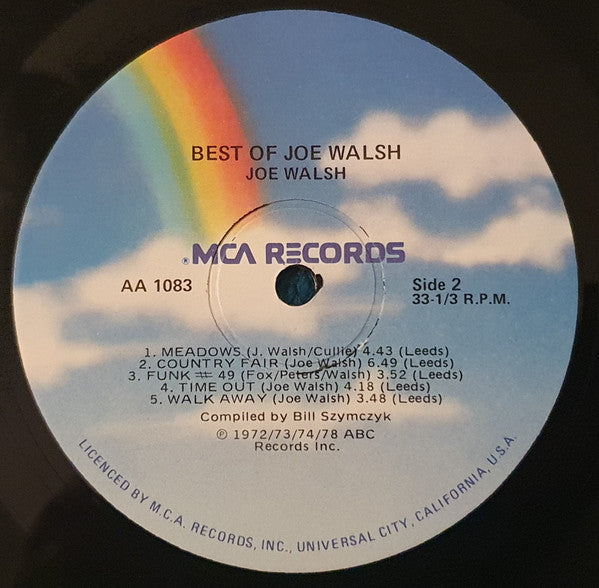 BEST OF JOE WALSH
JOE WALSH
® MCA RECORDS
AA 1083
Side 2
33-1/3 R.P.M.
1. MEADOWS (J. Walsh/Cullie) 4.43 (Leeds)
2. COUNTRY FAIR (Joe Walsh) 6.49 (Leeds)
3. FUNK # 49 (Fox/Peters/Walsh) 3.52 (Leeds)
4. TIME OUT (Joe Walsh) 4.18 (Leeds)
5. WALK AWAY (Joe Walsh) 3.48 (Leeds)
Compiled by Bill Szymczyk
℗ 1972/73/74/78 ABC
Records Inc.
LICENCED BY M.C.A. RECORDS, INC., UNIVERSAL CITY, CALIFORNIA, U.S.A.